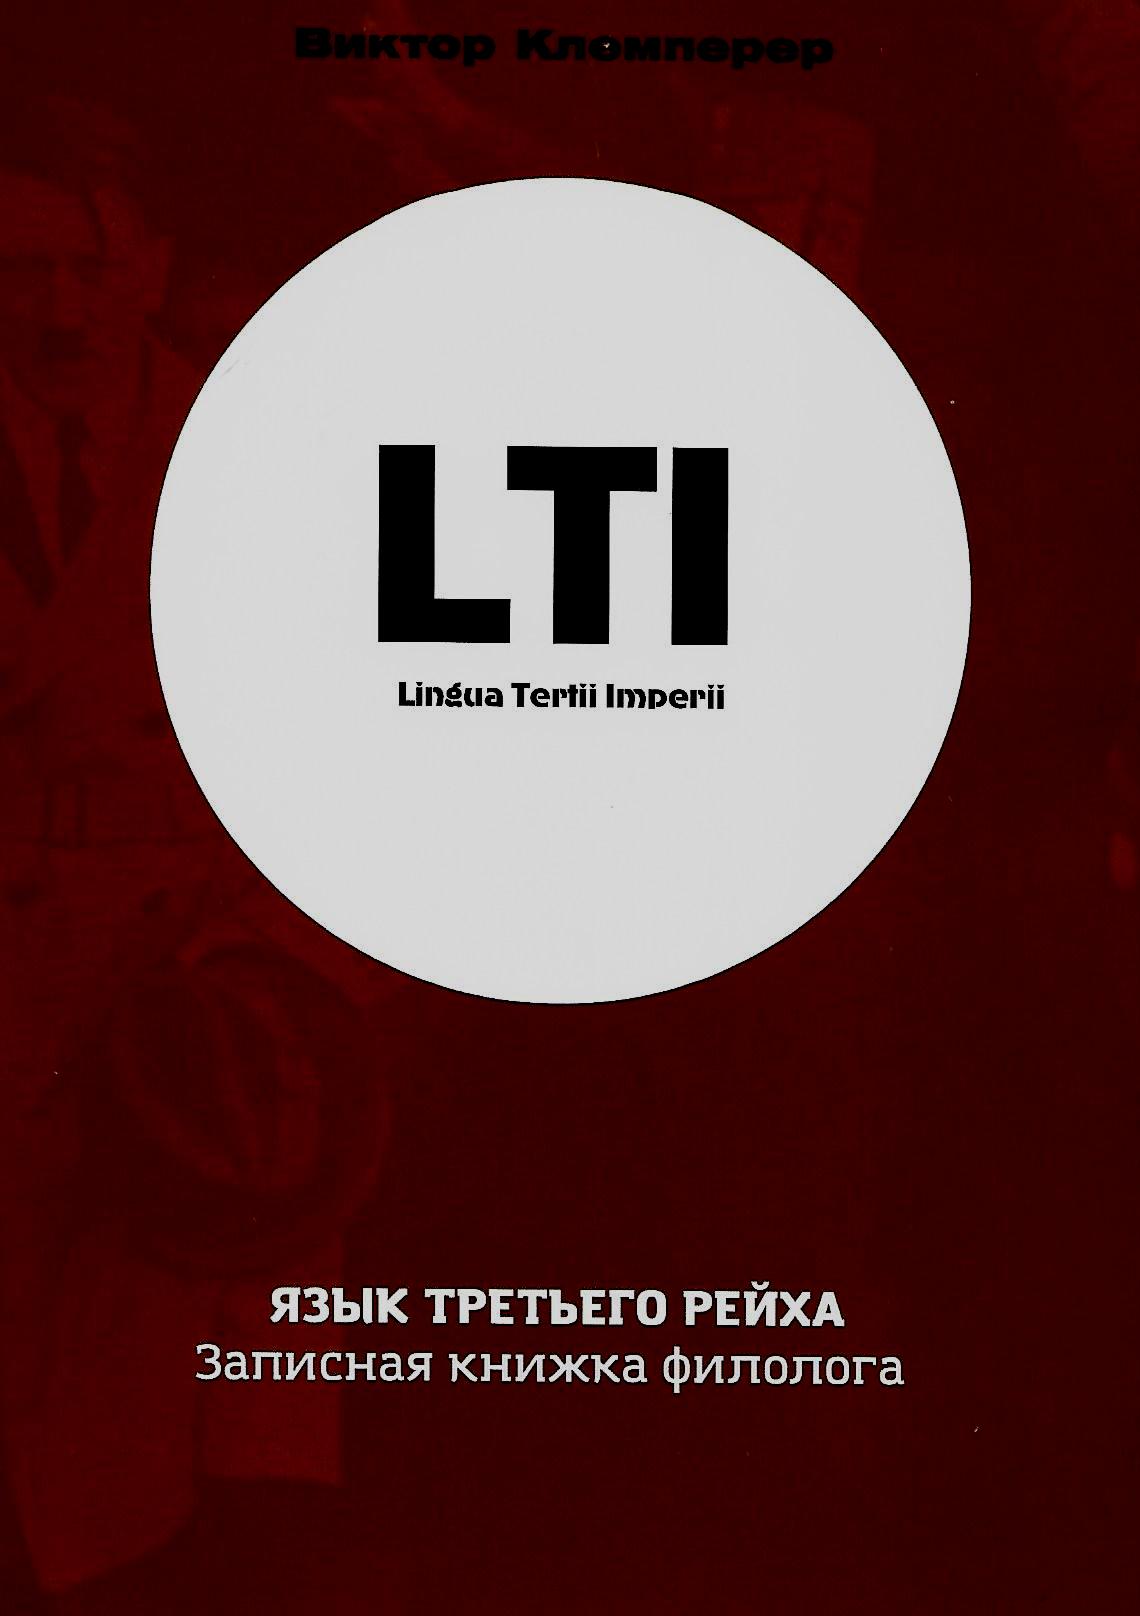 Виктор Клемперер
LTI
Lingua Tertii Imperii
ЯЗЫК ТРЕТЬЕГО РЕЙХА
Записная книжка филолога